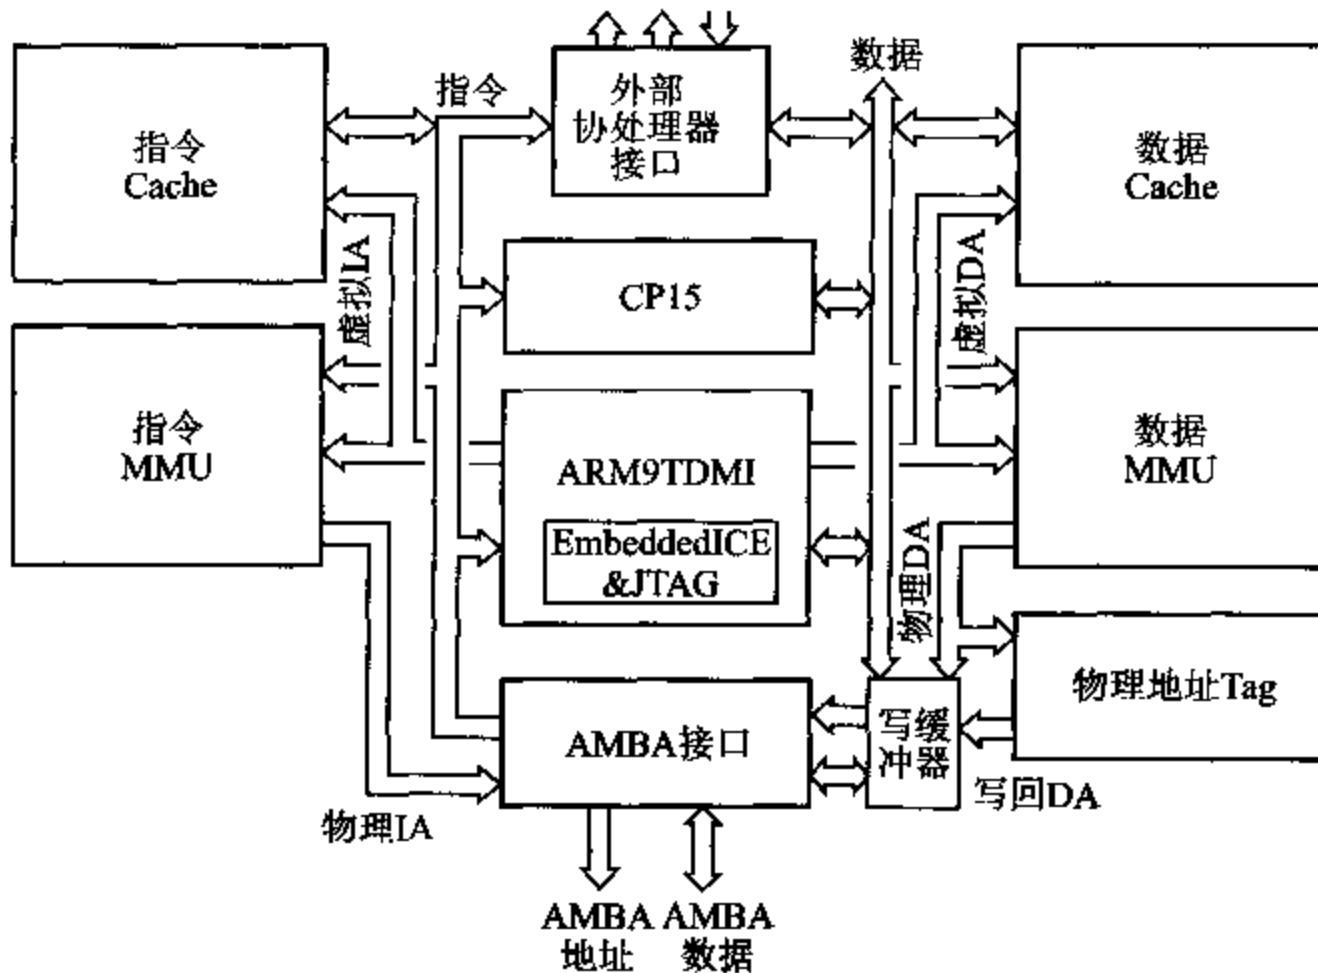 指令
Cache
指令
外部
协处理器
接口
数据
数据
Cache
虚拟IA
CP15
虚拟DA
指令
MMU
ARM9TDMI
EmbeddedICE
&JTAG
数据
MMU
物理DA
物理地址Tag
AMBA接口
写缓
冲器
写回DA
物理IA
AMBA
地址
AMBA
数据